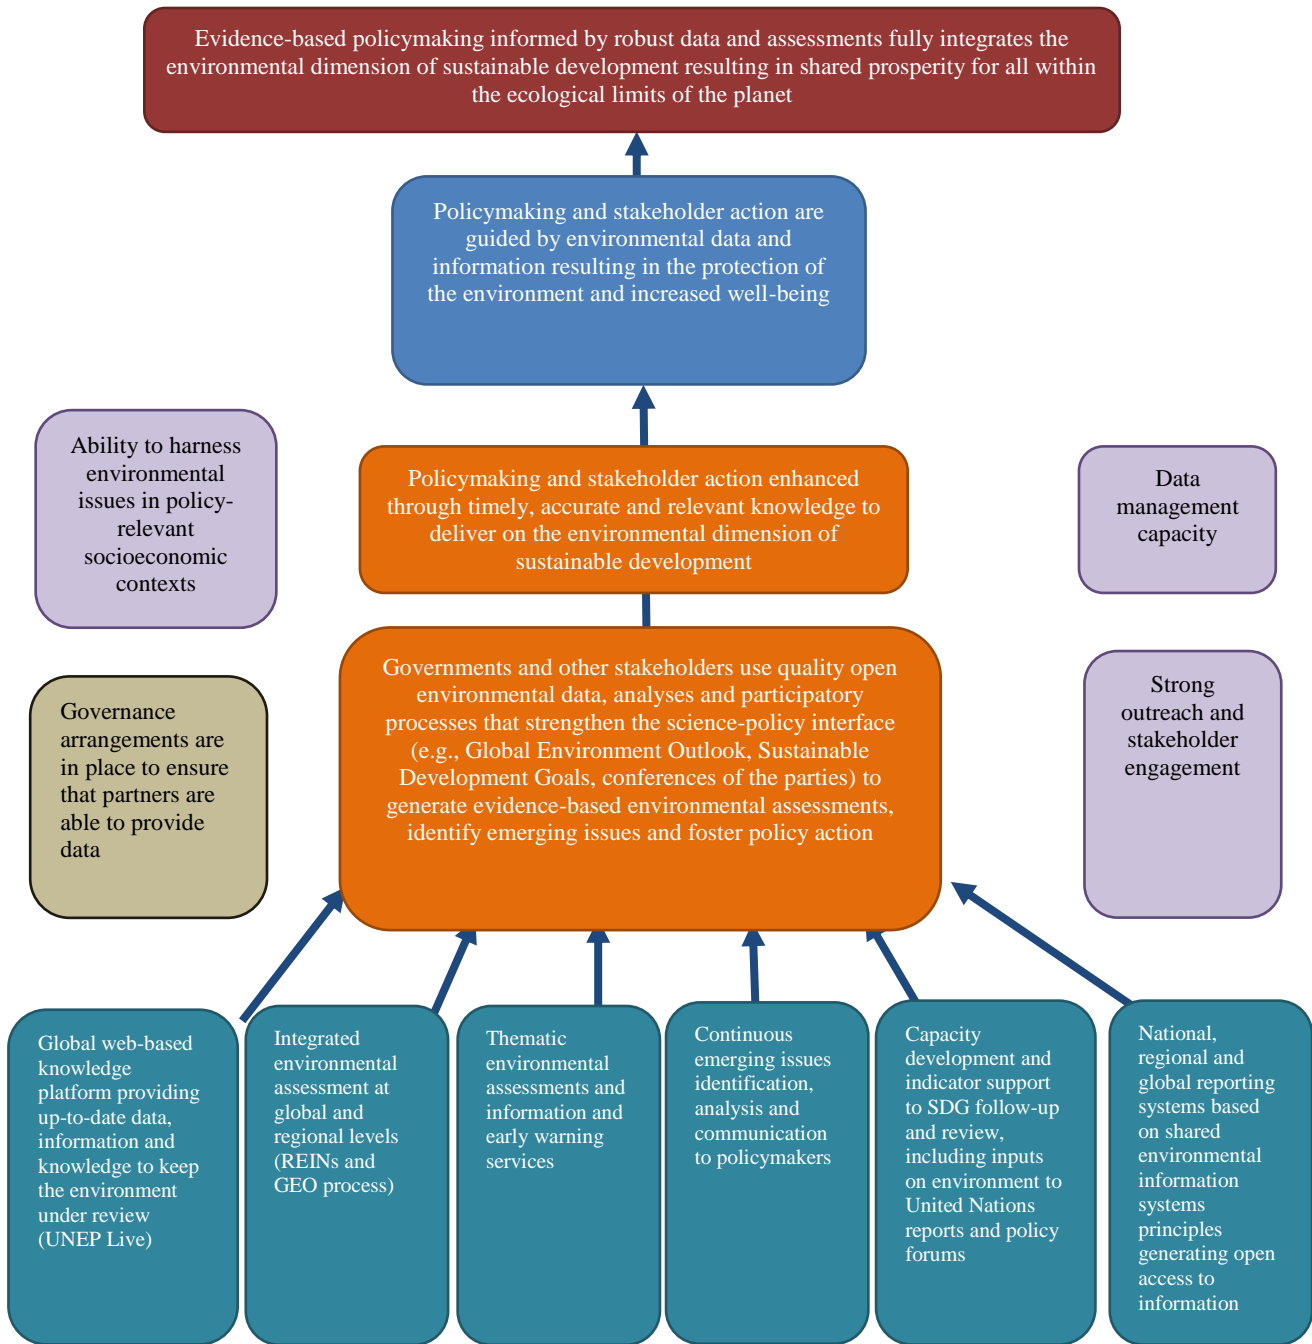 Evidence-based policymaking informed by robust data and assessments fully integrates the
environmental dimension of sustainable development resulting in shared prosperity for all within
the ecological limits of the planet
Policymaking and stakeholder action are
guided by environmental data and
information resulting in the protection of
the environment and increased well-being
Ability to harness
environmental
issues in policy-
relevant
socioeconomic
contexts
Policymaking and stakeholder action enhanced
through timely, accurate and relevant knowledge to
deliver on the environmental dimension of
sustainable development
Data
management
capacity
Governance
arrangements are
in place to ensure
that partners are
able to provide
data
Governments and other stakeholders use quality open
environmental data, analyses and participatory
processes that strengthen the science-policy interface
(e.g., Global Environment Outlook, Sustainable
Development Goals, conferences of the parties) to
generate evidence-based environmental assessments,
identify emerging issues and foster policy action
Strong
outreach and
stakeholder
engagement
Global web-based
knowledge
platform providing
up-to-date data,
information and
knowledge to keep
the environment
under review
(UNEP Live)
Integrated
environmental
assessment at
global and
regional levels
(REINs and
GEO process)
Thematic
environmental
assessments and
information and
early warning
services
Continuous
emerging issues
identification,
analysis and
communication
to policymakers
Capacity
development and
indicator support
to SDG follow-up
and review,
including inputs
on environment to
United Nations
reports and policy
forums
National,
regional and
global reporting
systems based
on shared
environmental
information
systems
principles
generating open
access to
information